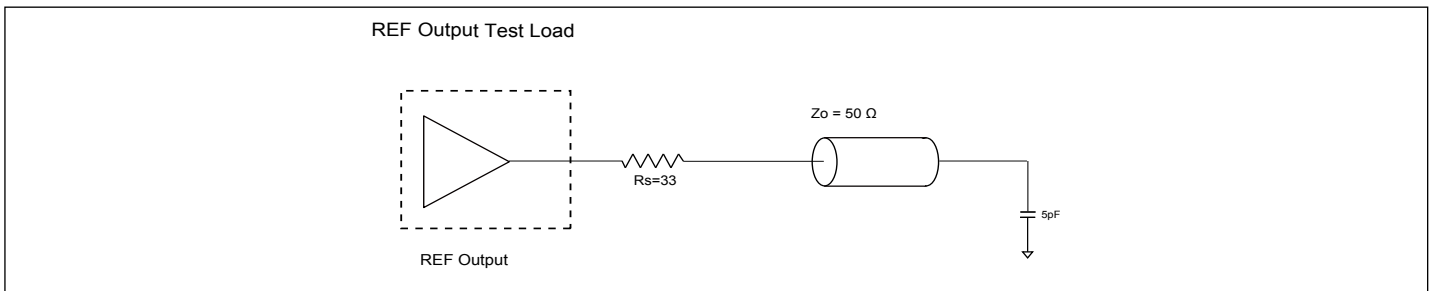 REF Output Test Load
Zo = 50 Ω
Rs=33
5pF
REF Output